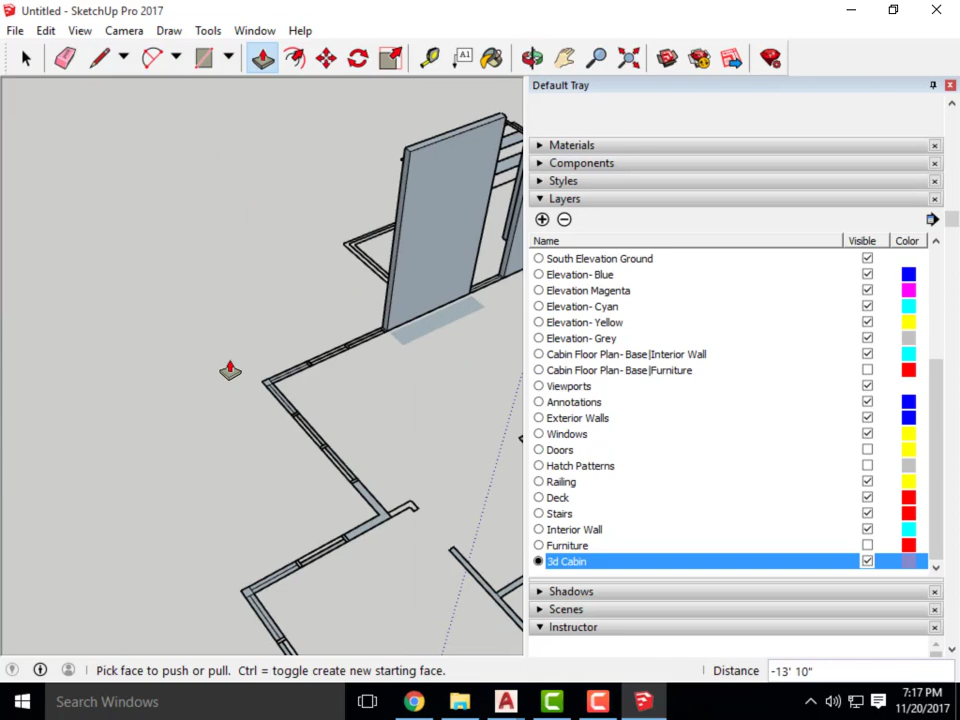 Untitled - SketchUp Pro 2017
File Edit View Camera Draw Tools Window Help
A1
Default Tray
Materials
Components
Styles
Layers
Name Visible Color
South Elevation Ground
Elevation- Blue
Elevation Magenta
Elevation- Cyan
Elevation- Yellow
Elevation- Grey
Cabin Floor Plan- Base|Interior Wall
Cabin Floor Plan- Base|Furniture
Viewports
Annotations
Exterior Walls
Windows
Doors
Hatch Patterns
Railing
Deck
Stairs
Interior Wall
Furniture
3d Cabin
Shadows
Scenes
Instructor
Pick face to push or pull. Ctrl = toggle create new starting face.
Distance -13' 10"
Search Windows
7:17 PM
11/20/2017